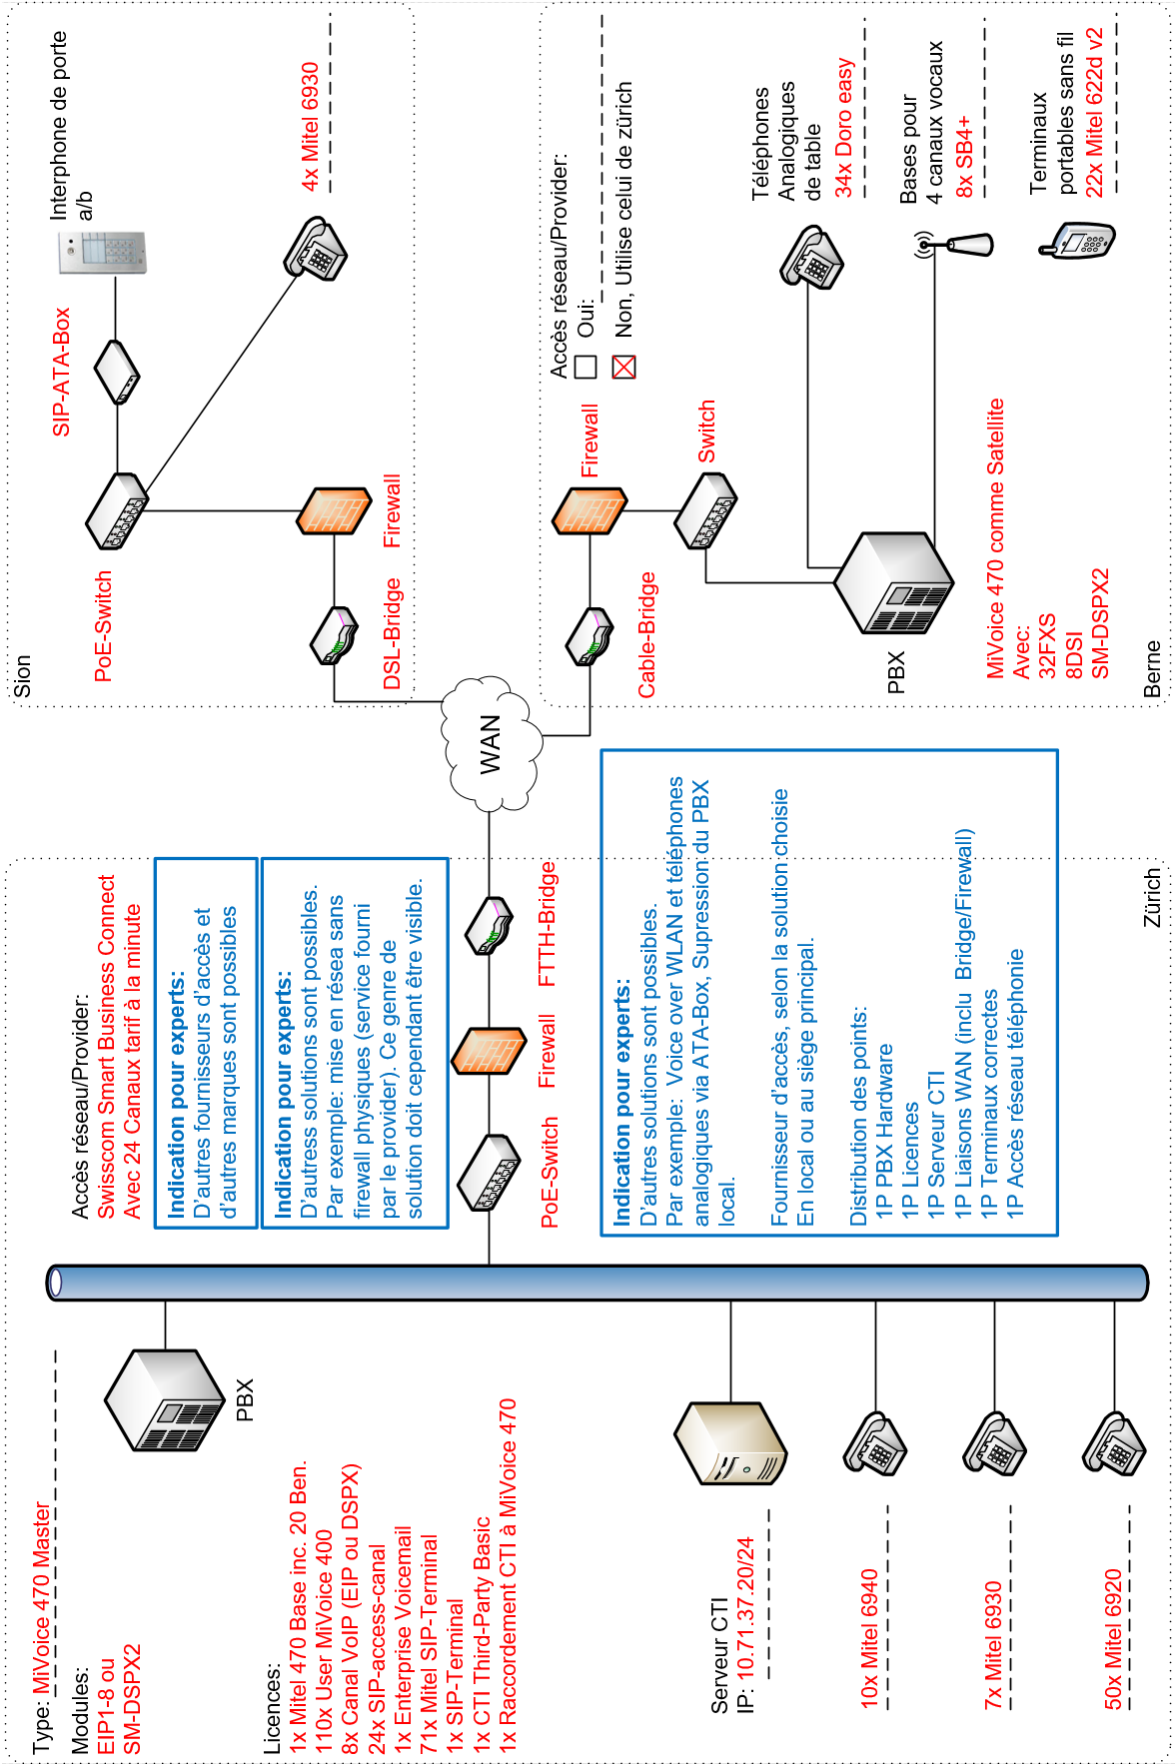 Type: MiVoice 470 Master
Modules:
EIP1-8 ou
SM-DSPX2
PBX
Licences:
1x Mitel 470 Base inc. 20 Ben.
110x User MiVoice 400
8x Canal VoIP (EIP ou DSPX)
24x SIP-access-canal
1x Enterprise Voicemail
71x Mitel SIP-Terminal
1x SIP-Terminal
1x CTI Third-Party Basic
1x Raccordement CTI à MiVoice 470
Serveur CTI
IP: 10.71.37.20/24
10x Mitel 6940
7x Mitel 6930
50x Mitel 6920
Accès réseau/Provider:
Swisscom Smart Business Connect
Avec 24 Canaux tarif à la minute
Indication pour experts:
D'autres fournisseurs d'accès et
d'autres marques sont possibles
Indication pour experts:
D'autress solutions sont possibles.
Par exemple: mise en résea sans
firewall physiques (service fourni
par le provider). Ce genre de
solution doit cependant être visible.
PoE-Switch
Firewall
FTTH-Bridge
Indication pour experts:
D'autres solutions sont possibles.
Par exemple: Voice over WLAN et téléphones
analogiques via ATA-Box, Supression du PBX
local.
Fournisseur d'accès, selon la solution choisie
En local ou au siège principal.
Distribution des points:
1P PBX Hardware
1P Licences
1P Serveur CTI
1P Liaisons WAN (inclu Bridge/Firewall)
1P Terminaux correctes
1P Accès réseau téléphonie
Zürich
WAN
Sion
PoE-Switch
SIP-ATA-Box
Interphone de porte
a/b
4x Mitel 6930
DSL-Bridge
Firewall
Accès réseau/Provider:
Oui:
Non, Utilise celui de zürich
Cable-Bridge
Firewall
Switch
PBX
Téléphones
Analogiques
de table
34x Doro easy
Bases pour
4 canaux vocaux
8x SB4+
Terminaux
portables sans fil
22x Mitel 622d v2
MiVoice 470 comme Satellite
Avec:
32FXS
8DSI
SM-DSPX2
Berne